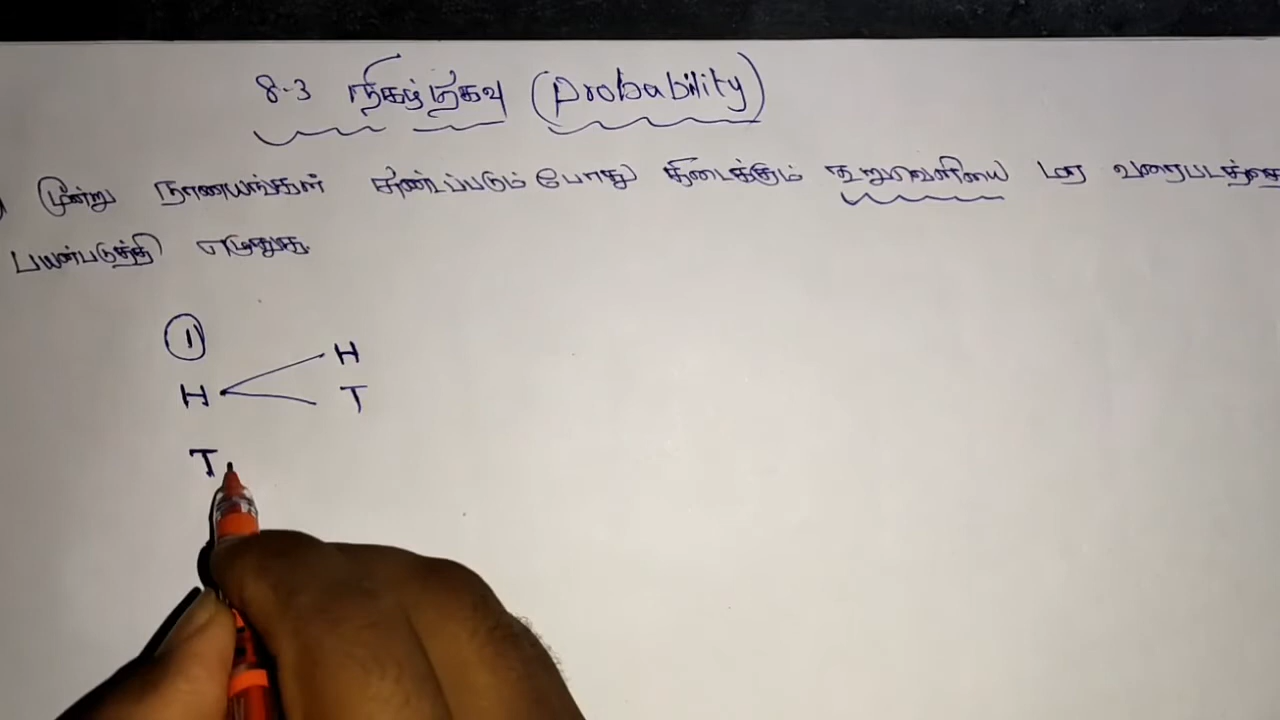 8-3 நிகழ்தகவு (Probability)
மூன்று நாணயங்கள் சுண்டப்படும் போது கிடைக்கும் கூறுவெளியை மர வரைபடத்தை
பயன்படுத்தி எழுதுக.
1
H
H
T
T